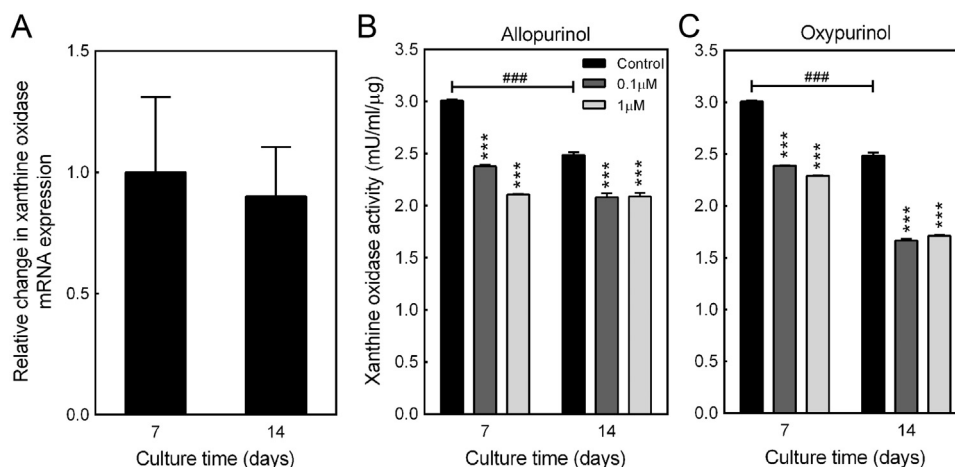 A
Relative change in xanthine oxidase
mRNA expression
1.5
1.0
0.5
0.0
7
14
Culture time (days)
B
Allopurinol
Xanthine oxidase activity (mU/ml/μg)
3.5
3.0
2.5
2.0
1.5
1.0
0.5
0.0
###
Control
0.1μM
1μM
***
***
***
***
7
14
Culture time (days)
C
Oxypurinol
3.5
3.0
2.5
2.0
1.5
1.0
0.5
0.0
###
***
***
***
***
7
14
Culture time (days)